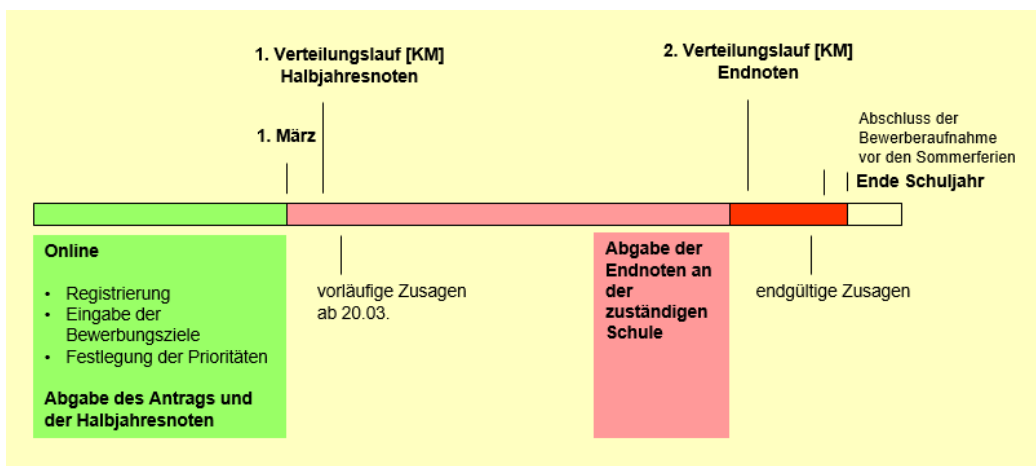 1. Verteilungslauf [KM]
Halbjahresnoten
2. Verteilungslauf [KM]
Endnoten
1. März
Abschluss der
Bewerberaufnahme
vor den Sommerferien
Ende Schuljahr
Online
• Registrierung
• Eingabe der
Bewerbungsziele
• Festlegung der Prioritäten
Abgabe des Antrags und
der Halbjahresnoten
vorläufige Zusagen
ab 20.03.
Abgabe der
Endnoten an
der
zuständigen
Schule
endgültige Zusagen